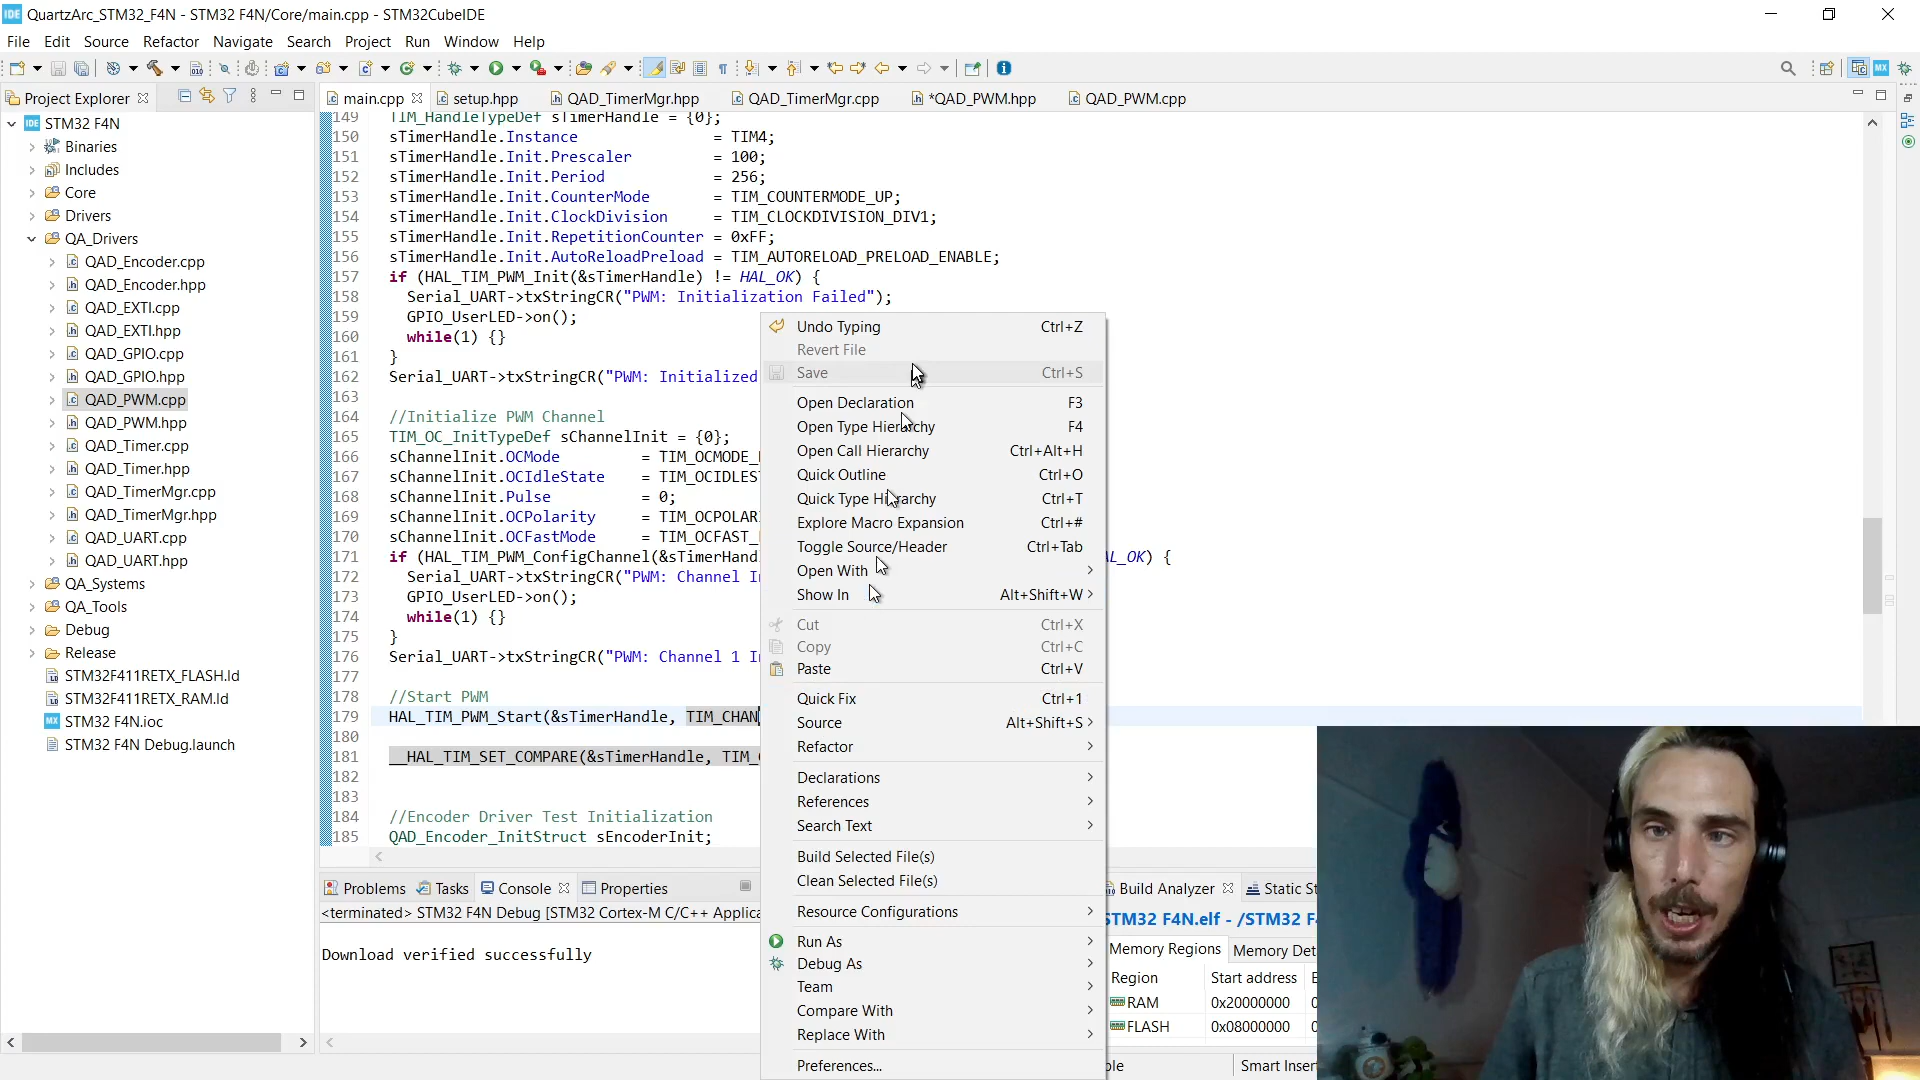 IDE QuartzArc_STM32_F4N - STM32 F4N/Core/main.cpp - STM32CubeIDE
File Edit Source Refactor Navigate Search Project Run Window Help
Project Explorer
main.cpp setup.hpp QAD_TimerMgr.hpp QAD_TimerMgr.cpp *QAD_PWM.hpp QAD_PWM.cpp
IDE STM32 F4N
Binaries
Includes
Core
Drivers
QA_Drivers
QAD_Encoder.cpp
QAD_Encoder.hpp
QAD_EXTI.cpp
QAD_EXTI.hpp
QAD_GPIO.cpp
QAD_GPIO.hpp
QAD_PWM.cpp
QAD_PWM.hpp
QAD_Timer.cpp
QAD_Timer.hpp
QAD_TimerMgr.cpp
QAD_TimerMgr.hpp
QAD_UART.cpp
QAD_UART.hpp
QA_Systems
QA_Tools
Debug
Release
STM32F411RETX_FLASH.ld
STM32F411RETX_RAM.ld
MX STM32 F4N.ioc
STM32 F4N Debug.launch
149 TIM_HandleTypeDef sTimerHandle = {0};
150 sTimerHandle.Instance = TIM4;
151 sTimerHandle.Init.Prescaler = 100;
152 sTimerHandle.Init.Period = 256;
153 sTimerHandle.Init.CounterMode = TIM_COUNTERMODE_UP;
154 sTimerHandle.Init.ClockDivision = TIM_CLOCKDIVISION_DIV1;
155 sTimerHandle.Init.RepetitionCounter = 0xFF;
156 sTimerHandle.Init.AutoReloadPreload = TIM_AUTORELOAD_PRELOAD_ENABLE;
157 if (HAL_TIM_PWM_Init(&sTimerHandle) != HAL_OK) {
158 Serial_UART->txStringCR("PWM: Initialization Failed");
159 GPIO_UserLED->on();
160 while(1) {}
161 }
162 Serial_UART->txStringCR("PWM: Initialized
163
164 //Initialize PWM Channel
165 TIM_OC_InitTypeDef sChannelInit = {0};
166 sChannelInit.OCMode = TIM_OCMODE_
167 sChannelInit.OCIdleState = TIM_OCIDLES
168 sChannelInit.Pulse = 0;
169 sChannelInit.OCPolarity = TIM_OCPOLAR
170 sChannelInit.OCFastMode = TIM_OCFAST_
171 if (HAL_TIM_PWM_ConfigChannel(&sTimerHand L_OK) {
172 Serial_UART->txStringCR("PWM: Channel I
173 GPIO_UserLED->on();
174 while(1) {}
175 }
176 Serial_UART->txStringCR("PWM: Channel 1 I
177
178 //Start PWM
179 HAL_TIM_PWM_Start(&sTimerHandle, TIM_CHAN
180
181 __HAL_TIM_SET_COMPARE(&sTimerHandle, TIM_
182
183
184 //Encoder Driver Test Initialization
185 QAD_Encoder_InitStruct sEncoderInit;
Undo Typing Ctrl+Z
Revert File
Save Ctrl+S
Open Declaration F3
Open Type Hierarchy F4
Open Call Hierarchy Ctrl+Alt+H
Quick Outline Ctrl+O
Quick Type Hierarchy Ctrl+T
Explore Macro Expansion Ctrl+#
Toggle Source/Header Ctrl+Tab
Open With
Show In Alt+Shift+W
Cut Ctrl+X
Copy Ctrl+C
Paste Ctrl+V
Quick Fix Ctrl+1
Source Alt+Shift+S
Refactor
Declarations
References
Search Text
Build Selected File(s)
Clean Selected File(s)
Resource Configurations
Run As
Debug As
Team
Compare With
Replace With
Preferences...
Problems Tasks Console Properties
<terminated> STM32 F4N Debug [STM32 Cortex-M C/C++ Applica
Download verified successfully
Build Analyzer Static St
STM32 F4N.elf - /STM32 F
Memory Regions Memory Det
Region Start address
RAM 0x20000000 0
FLASH 0x08000000 0
ble Smart Inser